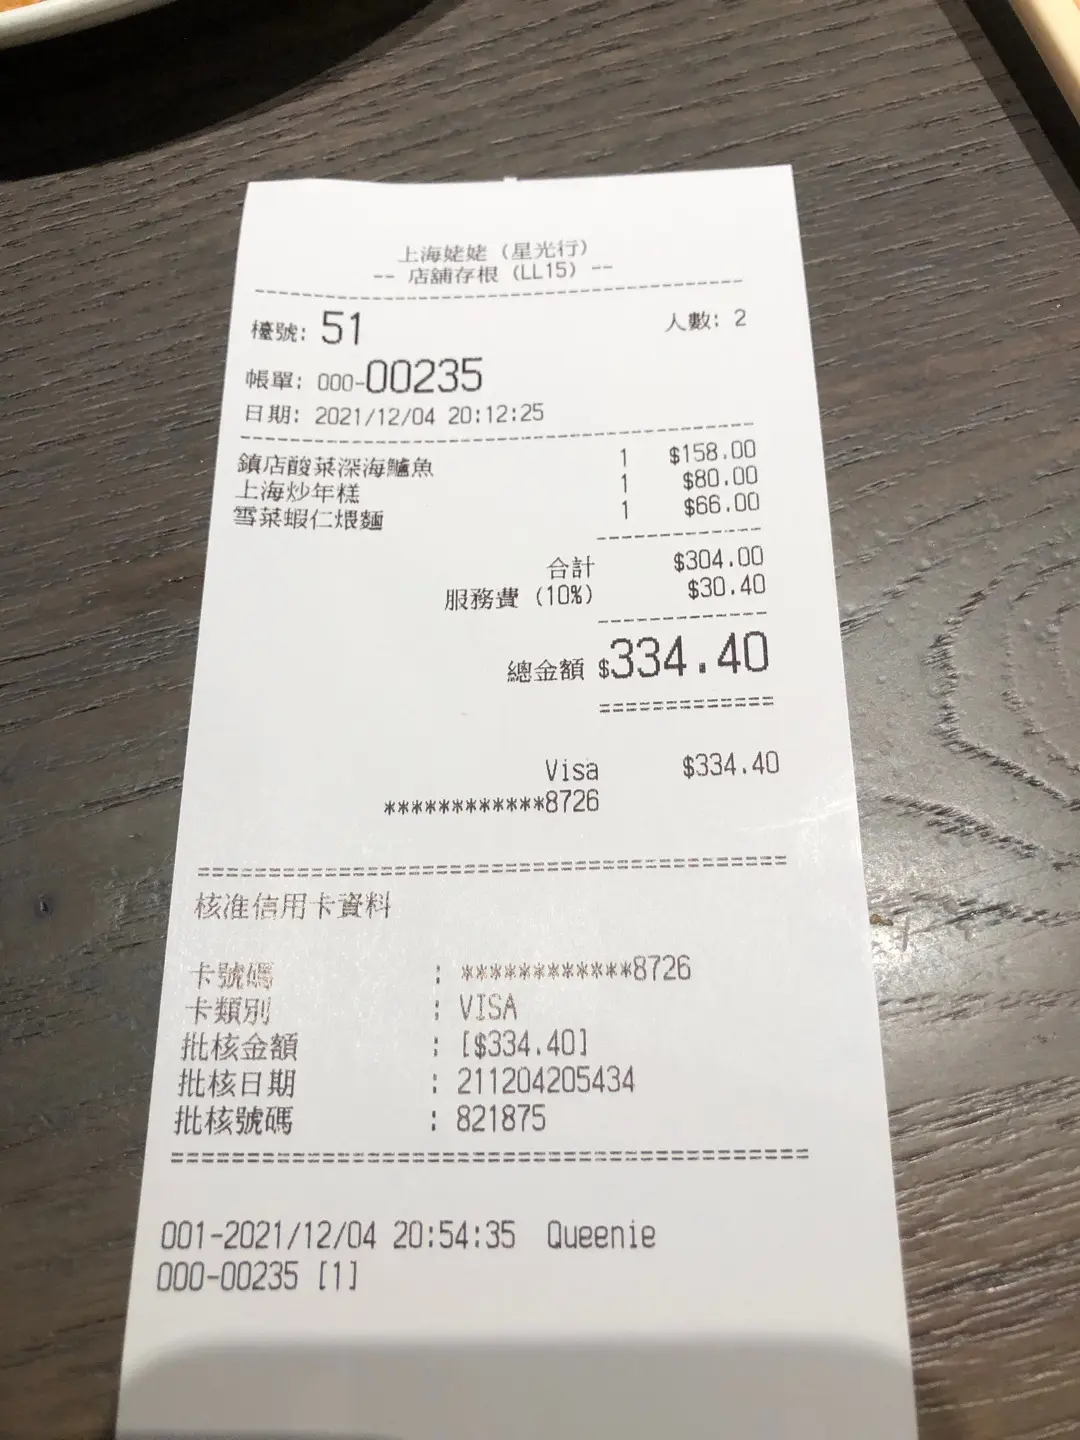 上海姥姥 (星光行)
-- 店舖存根 (LL15) --
檯號: 51 人數: 2
帳單: 000-00235
日期: 2021/12/04 20:12:25
鎮店酸菜深海鱸魚 1 $158.00
上海炒年糕 1 $80.00
雪菜蝦仁煨麵 1 $66.00
合計 $304.00
服務費 (10%) $30.40
總金額 $334.40
Visa $334.40
************8726
核准信用卡資料
卡號碼 : ************8726
卡類別 : VISA
批核金額 : [$334.40]
批核日期 : 211204205434
批核號碼 : 821875
001-2021/12/04 20:54:35 Queenie
000-00235 [1]